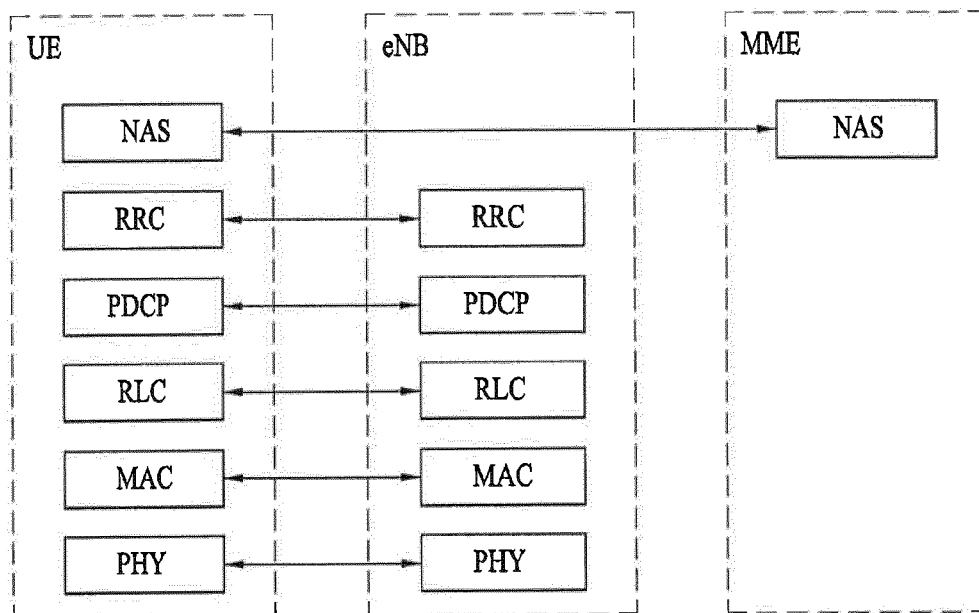 UE
eNB
MME
NAS
NAS
RRC
RRC
PDCP
PDCP
RLC
RLC
MAC
MAC
PHY
PHY